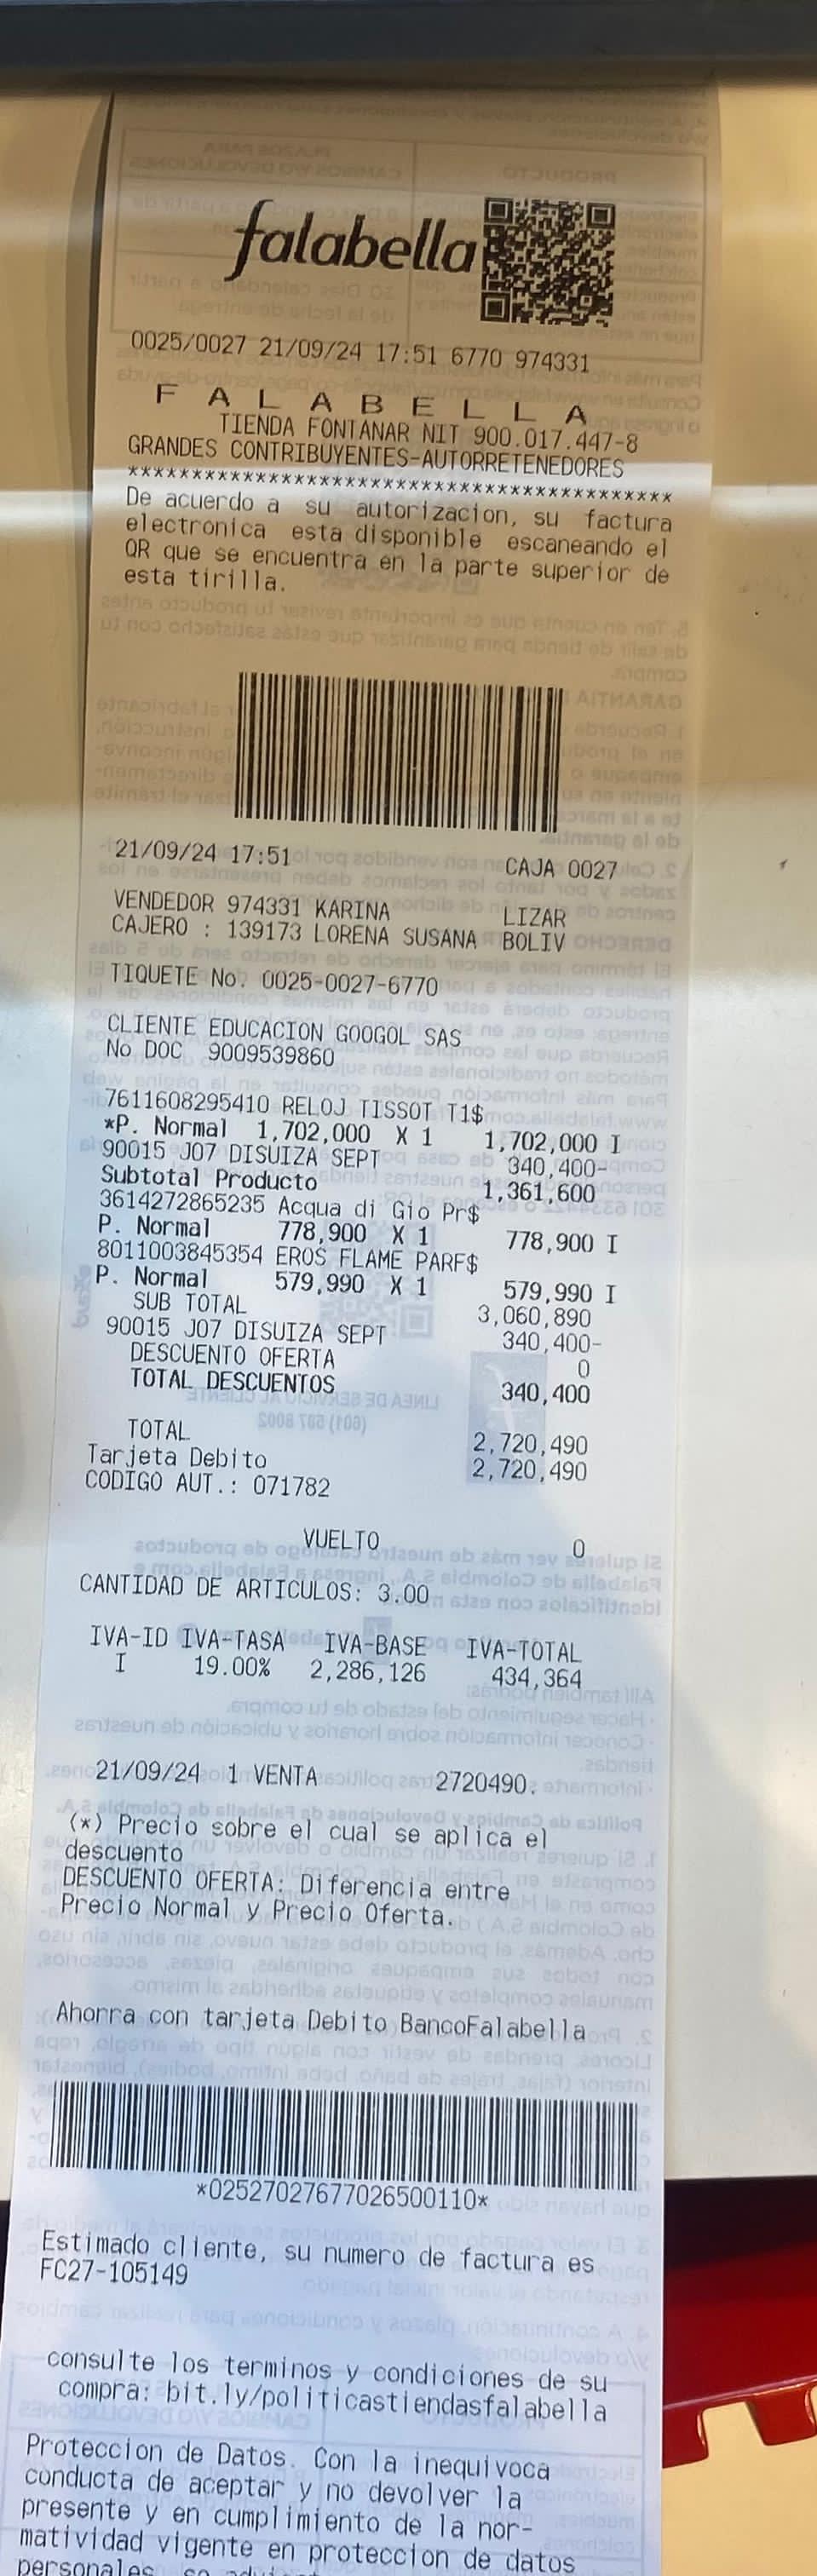 falabella
0025/0027 21/09/24 17:51 6770 974331
F A L A B E L L A
TIENDA FONTANAR NIT 900.017.447-8
GRANDES CONTRIBUYENTES-AUTORRETENEDORES
******************************************
De acuerdo a su autorizacion, su factura
electronica esta disponible escaneando el
QR que se encuentra en la parte superior de
esta tirilla.
21/09/24 17:51 CAJA 0027
VENDEDOR 974331 KARINA LIZAR
CAJERO : 139173 LORENA SUSANA BOLIV
TIQUETE No. 0025-0027-6770
CLIENTE EDUCACION GOOGOL SAS
No DOC 9009539860
7611608295410 RELOJ TISSOT T1$
*P. Normal 1,702,000 X 1 1,702,000 I
90015 J07 DISUIZA SEPT 340,400-
Subtotal Producto 1,361,600
3614272865235 Acqua di Gio Pr$
P. Normal 778,900 X 1 778,900 I
8011003845354 EROS FLAME PARF$
P. Normal 579,990 X 1 579,990 I
SUB TOTAL 3,060,890
90015 J07 DISUIZA SEPT 340,400-
DESCUENTO OFERTA 0
TOTAL DESCUENTOS 340,400
TOTAL 2,720,490
Tarjeta Debito 2,720,490
CODIGO AUT.: 071782
VUELTO 0
CANTIDAD DE ARTICULOS: 3.00
IVA-ID IVA-TASA IVA-BASE IVA-TOTAL
I 19.00% 2,286,126 434,364
21/09/24 1 VENTA 2720490.
(*) Precio sobre el cual se aplica el
descuento
DESCUENTO OFERTA: Diferencia entre
Precio Normal y Precio Oferta.
Ahorra con tarjeta Debito BancoFalabella
*02527027677026500110*
Estimado cliente, su numero de factura es
FC27-105149
consulte los terminos y condiciones de su
compra: bit.ly/politicastiendasfalabella
Proteccion de Datos. Con la inequivoca
conducta de aceptar y no devolver la
presente y en cumplimiento de la nor-
matividad vigente en proteccion de datos
personales